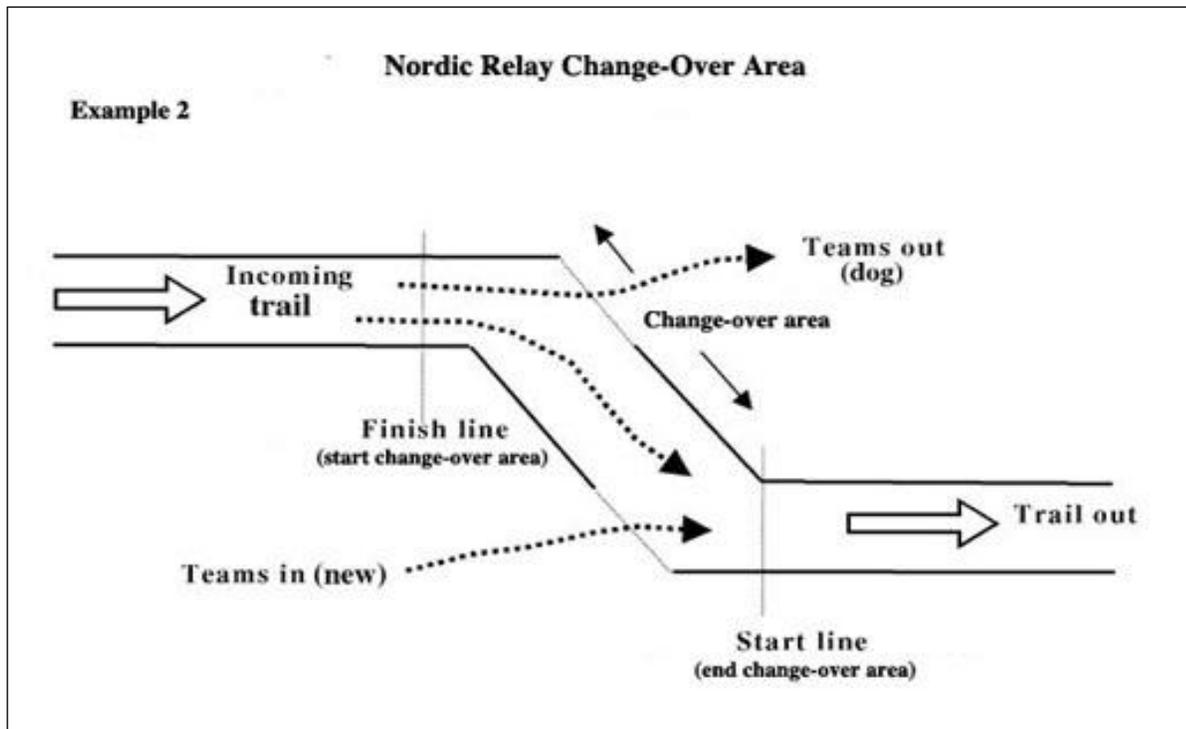 Nordic Relay Change-Over Area
Example 2
Teams out
(dog)
Incoming
trail
Change-over area
Finish line
(start change-over area)
Trail out
Teams in (new)
Start line
(end change-over area)